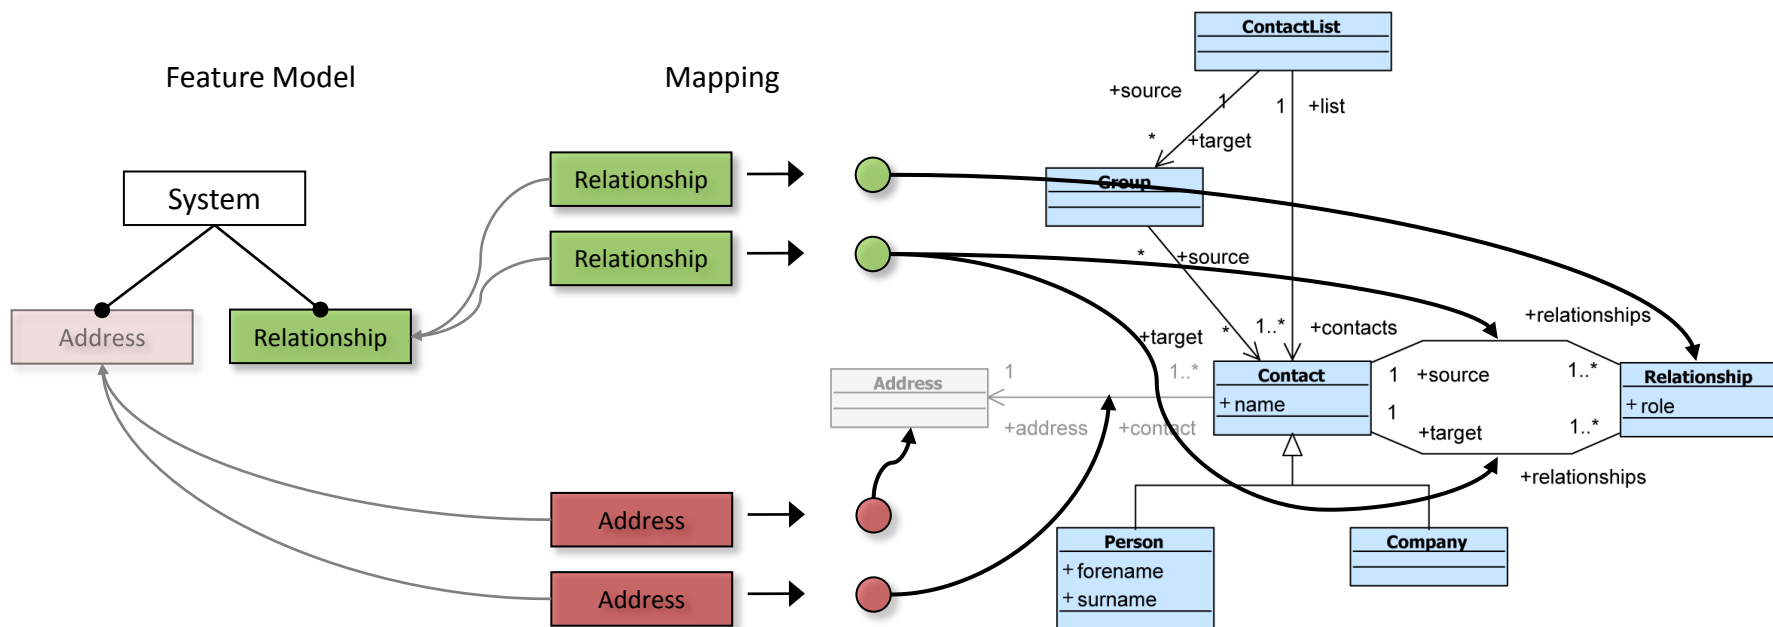 Feature Model
Mapping
System
Address
Relationship
Relationship
Relationship
Address
Address
ContactList
+source
1
1
+list
*
+target
Group
*
+source
+target
*
1..*
+contacts
+relationships
Address
1
1..*
+address
+contact
Contact
+ name
1
+source
1..*
1
+target
1..*
Relationship
+ role
+relationships
Person
+ forename
+ surname
Company